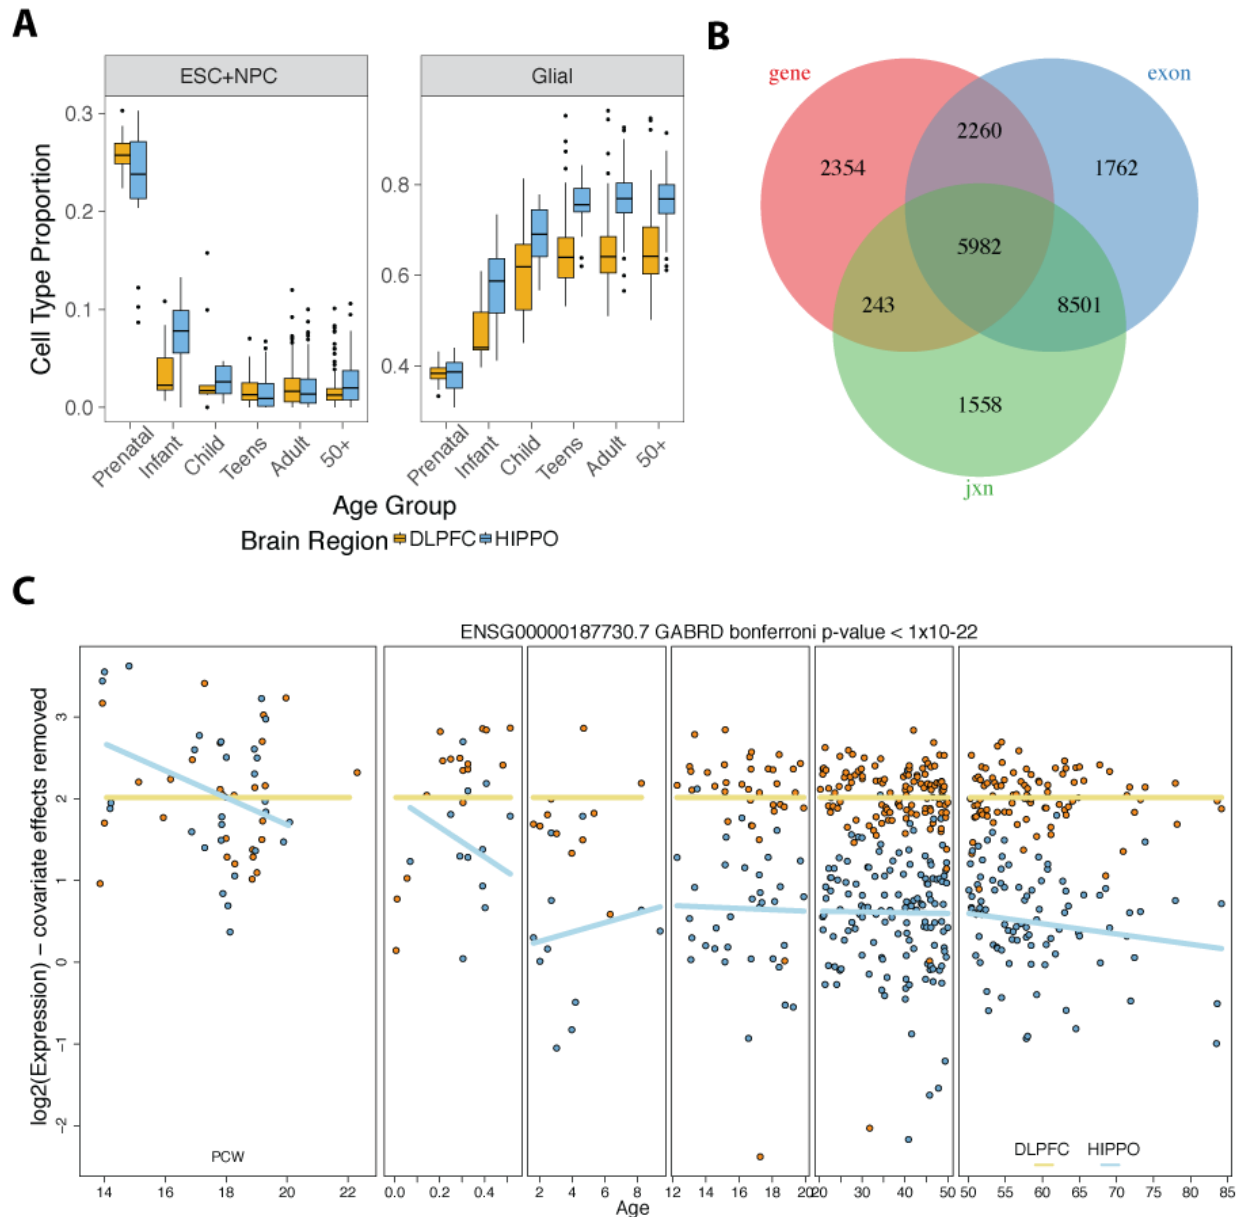 A
ESC+NPC
Glial
Cell Type Proportion
0.3
0.2
0.1
0.0
0.8
0.6
0.4
Prenatal
Infant
Child
Teens
Adult
50+
Prenatal
Infant
Child
Teens
Adult
50+
Age Group
Brain Region DLPFC HIPPO
B
gene
exon
2260
2354
1762
5982
243
8501
1558
jxn
C
ENSG00000187730.7 GABRD bonferroni p-value < 1x10-22
log2(Expression) − covariate effects removed
3
2
1
0
−1
−2
PCW
DLPFC HIPPO
14 16 18 20 22
0.0 0.2 0.4
2 4 6 8
12 14 16 18 20
20 30 40 50
50 55 60 65 70 75 80 85
Age